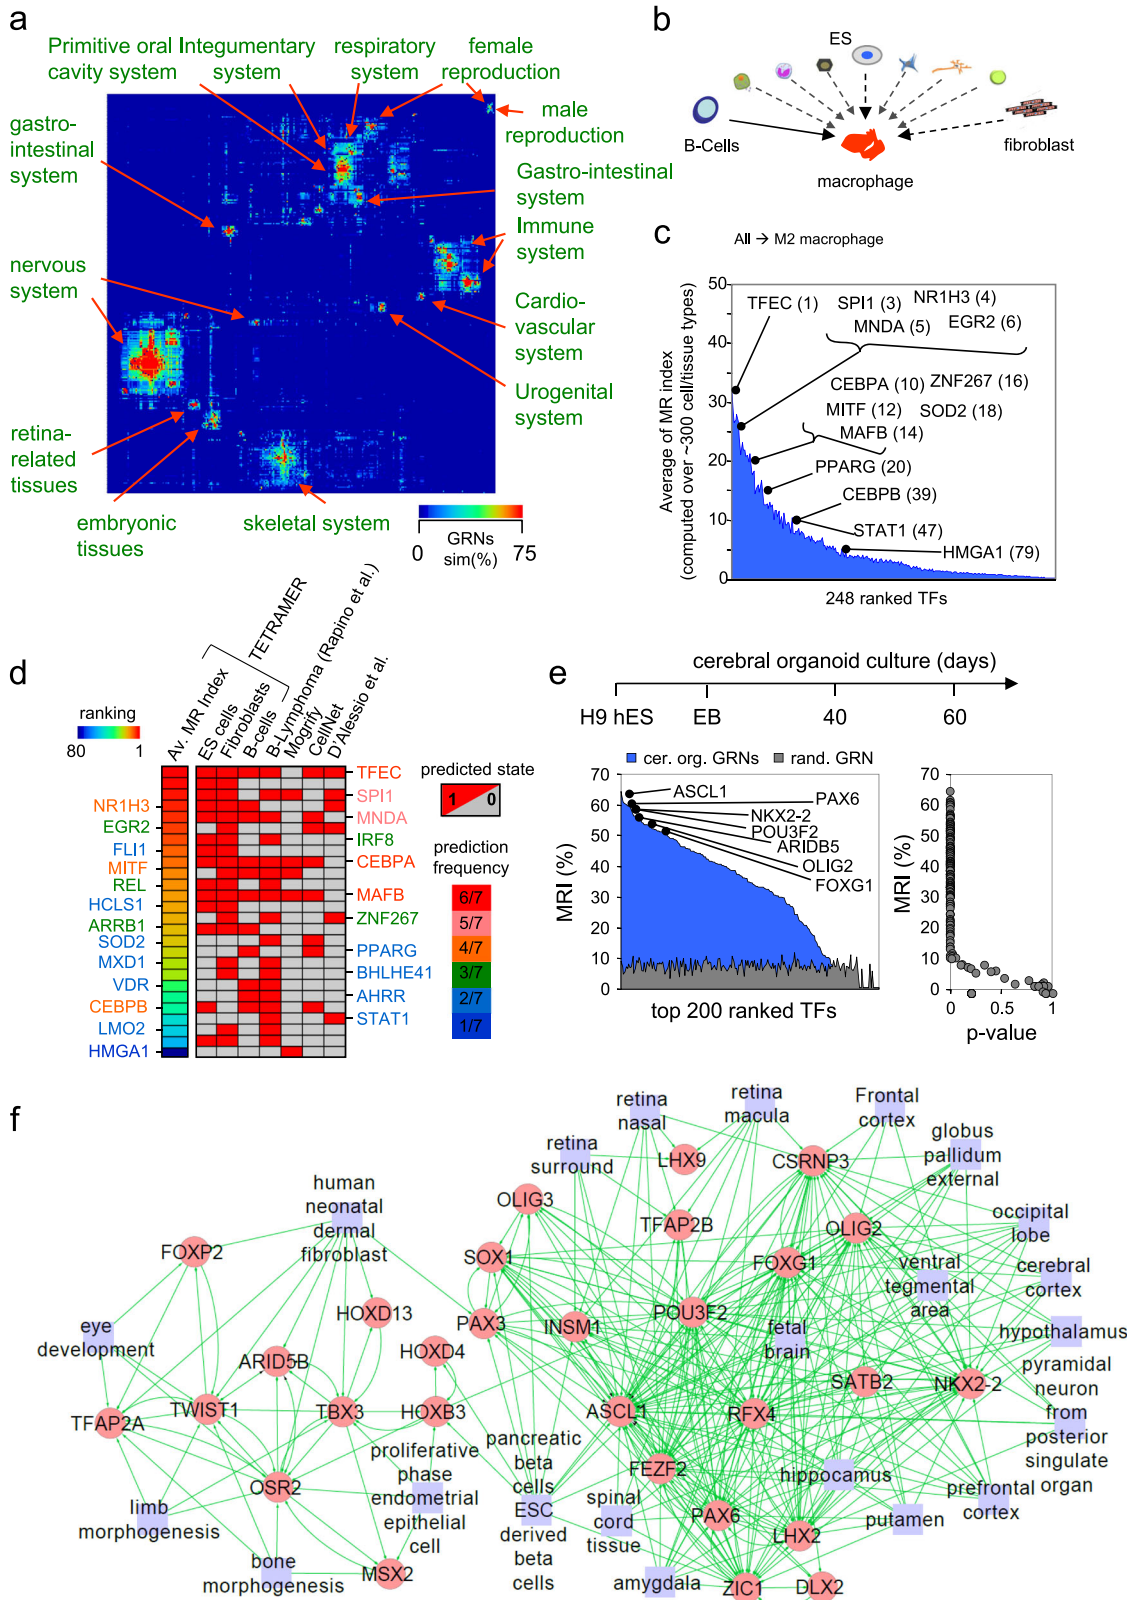 a
Primitive oral
cavity system
Integumentary
system
respiratory
system
female
reproduction
male
reproduction
gastro-
intestinal
system
Gastro-intestinal
system
Immune
system
nervous
system
Cardio-
vascular
system
Urogenital
system
retina-
related
tissues
embryonic
tissues
skeletal system
0
GRNs
sim(%)
75
b
ES
B-Cells
macrophage
fibroblast
c
All → M2 macrophage
Average of MR index
(computed over ~300 cell/tissue types)
50
40
30
20
10
0
TFEC (1)
SPI1 (3)
NR1H3 (4)
MNDA (5)
EGR2 (6)
CEBPA (10)
ZNF267 (16)
MITF (12)
SOD2 (18)
MAFB (14)
PPARG (20)
CEBPB (39)
STAT1 (47)
HMGA1 (79)
248 ranked TFs
d
TETRAMER
ranking
80
1
Av. MR Index
ES cells
Fibroblasts
B-cells
B-Lymphoma (Rapino et al.)
Mogrify
CellNet
D'Alessio et al.
NR1H3
EGR2
FLI1
MITF
REL
HCLS1
ARRB1
SOD2
MXD1
VDR
CEBPB
LMO2
HMGA1
TFEC
SPI1
MNDA
IRF8
CEBPA
MAFB
ZNF267
PPARG
BHLHE41
AHRR
STAT1
predicted state
1
0
prediction
frequency
6/7
5/7
4/7
3/7
2/7
1/7
e
cerebral organoid culture (days)
H9 hES
EB
40
60
cer. org. GRNs
rand. GRN
MRI (%)
70
60
50
40
30
20
10
0
ASCL1
PAX6
NKX2-2
POU3F2
ARIDB5
OLIG2
FOXG1
top 200 ranked TFs
MRI (%)
70
60
50
40
30
20
10
0
0
0.5
1
p-value
f
retina
nasal
retina
macula
Frontal
cortex
retina
surround
LHX9
CSRNP3
globus
pallidum
external
human
neonatal
dermal
fibroblast
OLIG3
TFAP2B
OLIG2
occipital
lobe
FOXP2
SOX1
FOXG1
ventral
tegmental
area
cerebral
cortex
HOXD13
PAX3
INSM1
POU3F2
fetal
brain
hypothalamus
eye
development
ARID5B
HOXD4
SATB2
NKX2-2
pyramidal
neuron
from
posterior
singulate
organ
TFAP2A
TWIST1
TBX3
HOXB3
ASCL1
RFX4
proliferative
phase
endometrial
epithelial
cell
pancreatic
beta
cells
ESC
derived
beta
cells
FEZF2
hippocamus
prefrontal
cortex
OSR2
limb
morphogenesis
spinal
cord
tissue
PAX6
LHX2
putamen
bone
morphogenesis
MSX2
amygdala
ZIC1
DLX2